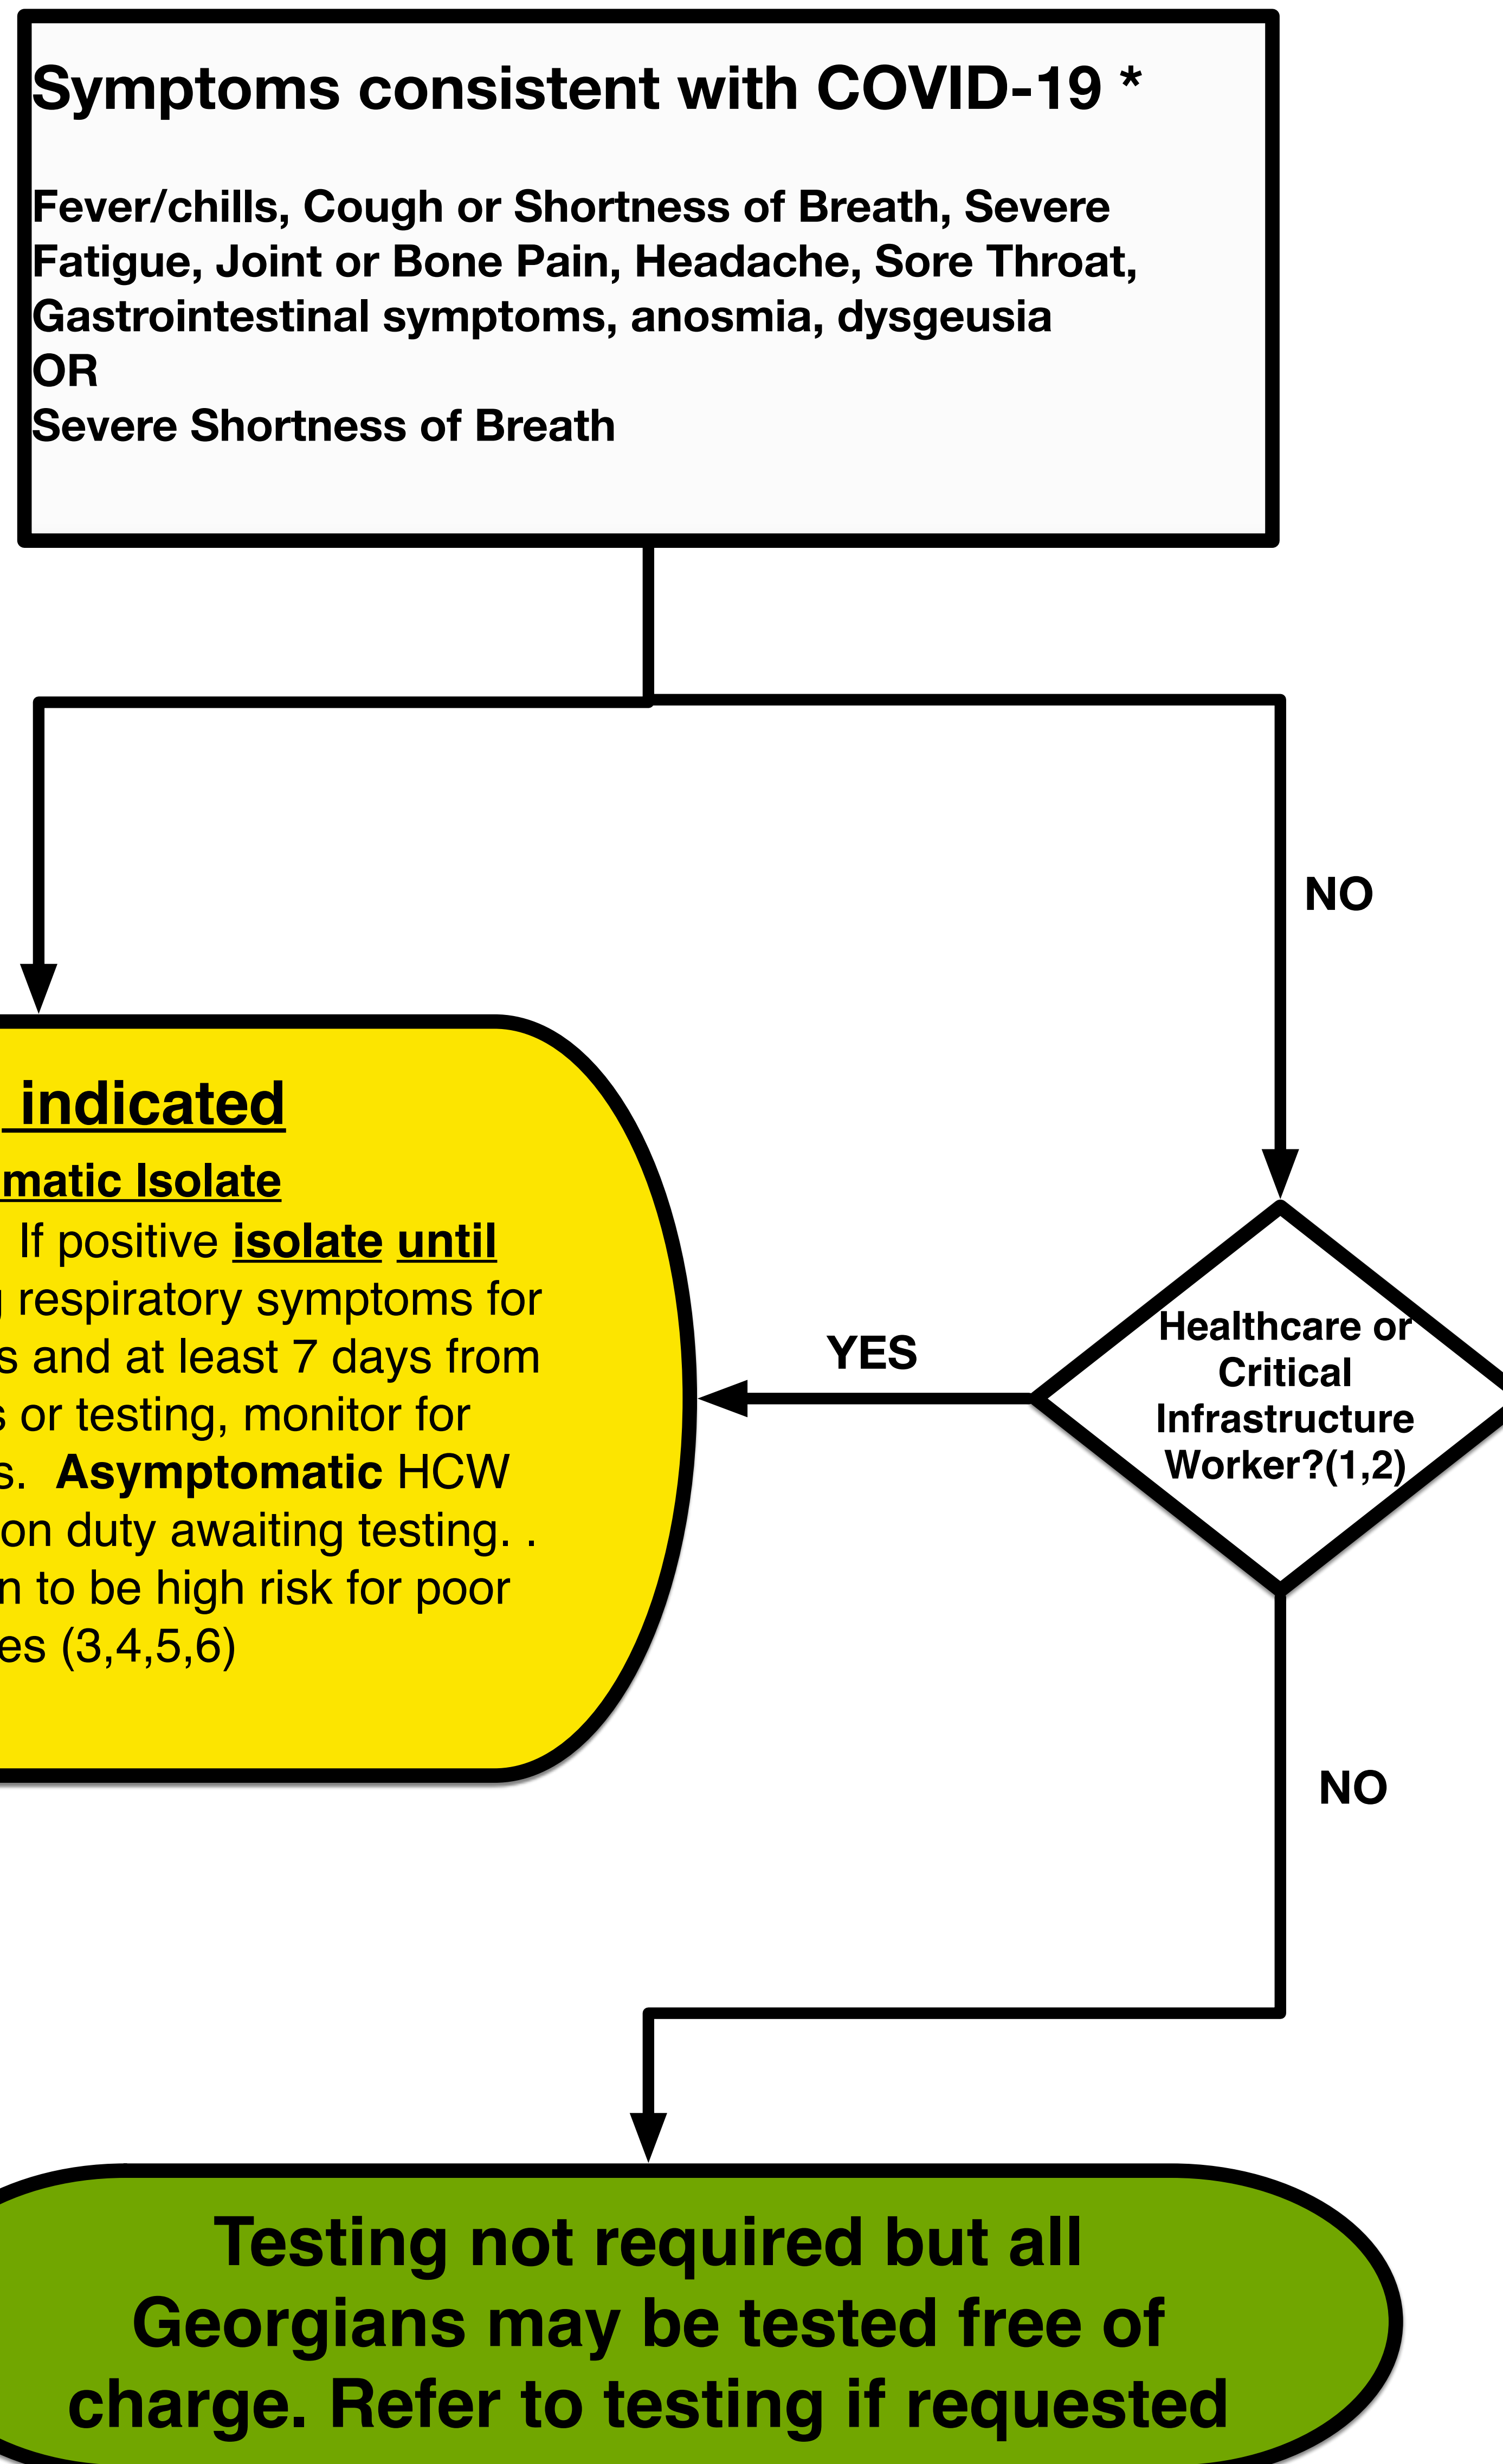 Symptoms consistent with COVID-19 *
Fever/chills, Cough or Shortness of Breath, Severe
Fatigue, Joint or Bone Pain, Headache, Sore Throat,
Gastrointestinal symptoms, anosmia, dysgeusia
OR
Severe Shortness of Breath
NO
indicated
matic Isolate
If positive isolate until
g respiratory symptoms for
s and at least 7 days from
s or testing, monitor for
s. Asymptomatic HCW
on duty awaiting testing. .
n to be high risk for poor
es (3,4,5,6)
YES
Healthcare or
Critical
Infrastructure
Worker?(1,2)
NO
Testing not required but all
Georgians may be tested free of
charge. Refer to testing if requested